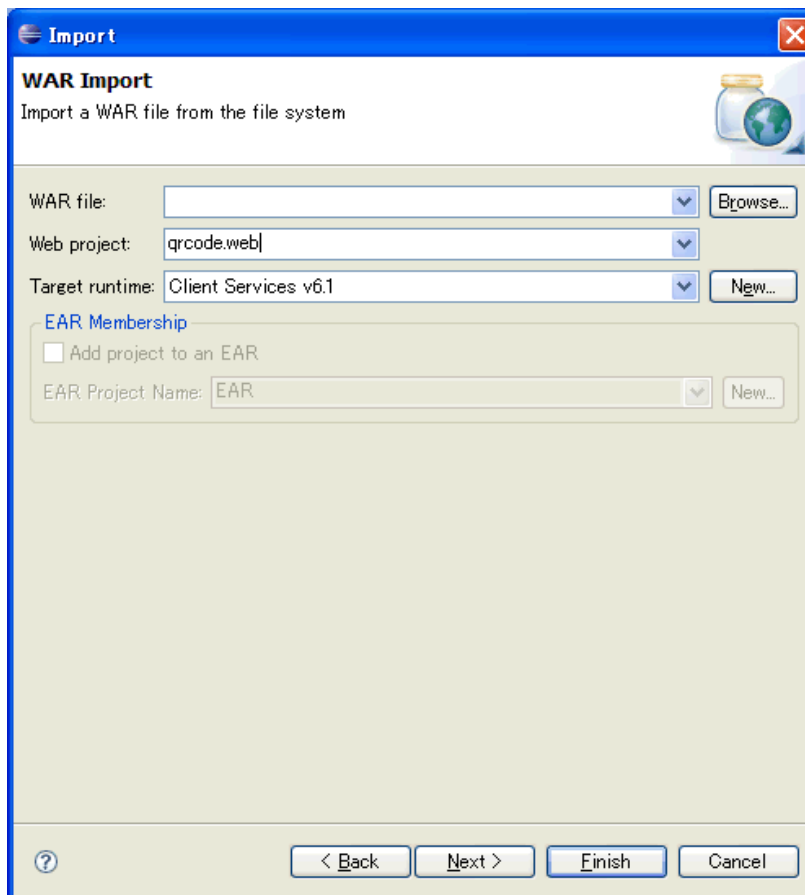 Import
WAR Import
Import a WAR file from the file system
WAR file:
Browse...
Web project: qrcode.web
Target runtime: Client Services v6.1
New...
EAR Membership
Add project to an EAR
EAR Project Name: EAR
New...
?
< Back
Next >
Finish
Cancel